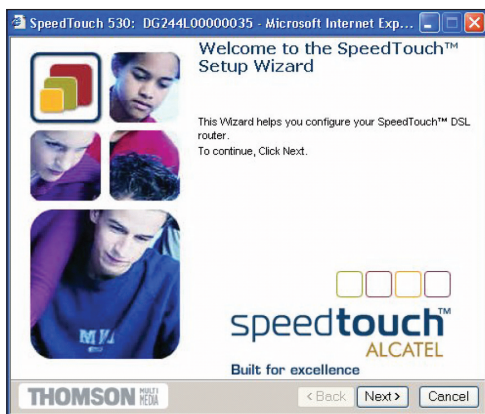 SpeedTouch 530: DG244L00000035 - Microsoft Internet Exp...
Welcome to the SpeedTouch™
Setup Wizard
This Wizard helps you configure your SpeedTouch™ DSL
router.
To continue, Click Next.
speedtouch™
ALCATEL
Built for excellence
THOMSON MULTI
MEDIA
< Back Next > Cancel